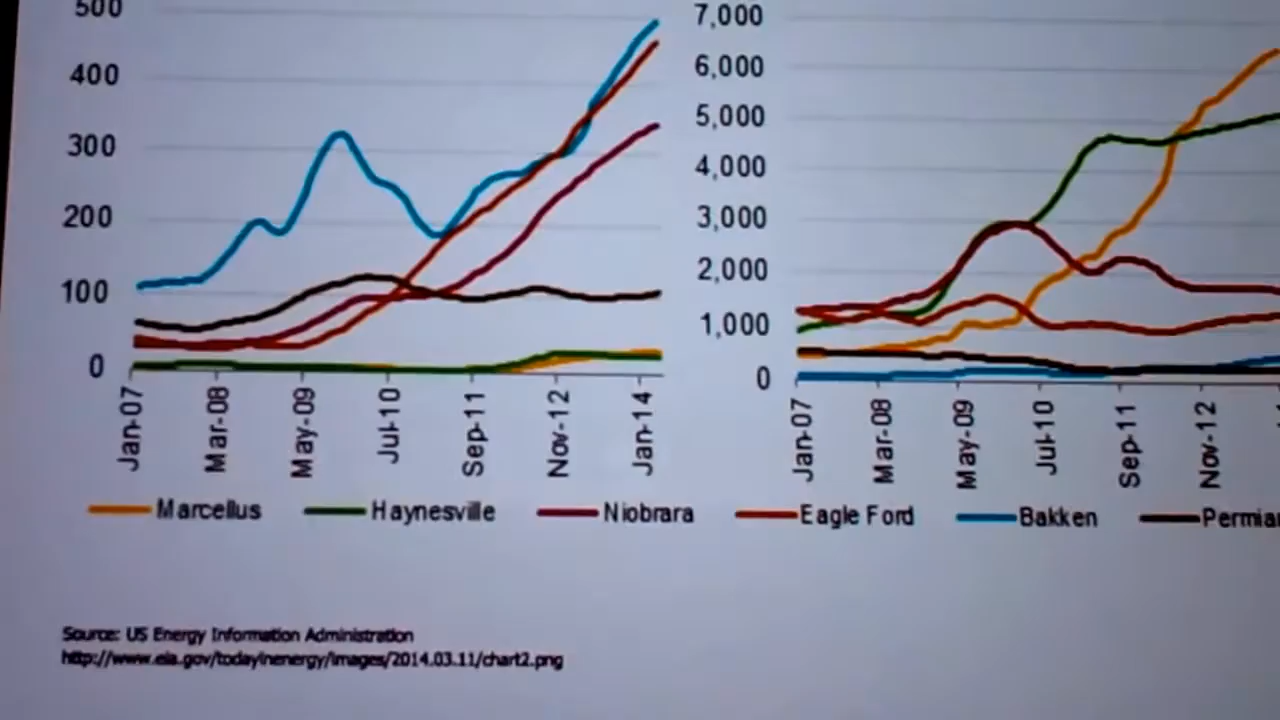 500
400
300
200
100
0
Jan-07
Mar-08
May-09
Jul-10
Sep-11
Nov-12
Jan-14
7,000
6,000
5,000
4,000
3,000
2,000
1,000
0
Jan-07
Mar-08
May-09
Jul-10
Sep-11
Nov-12
Marcellus Haynesville Niobrara Eagle Ford Bakken Permian
Source: US Energy Information Administration
http://www.eia.gov/todayinenergy/images/2014.03.11/chart2.png